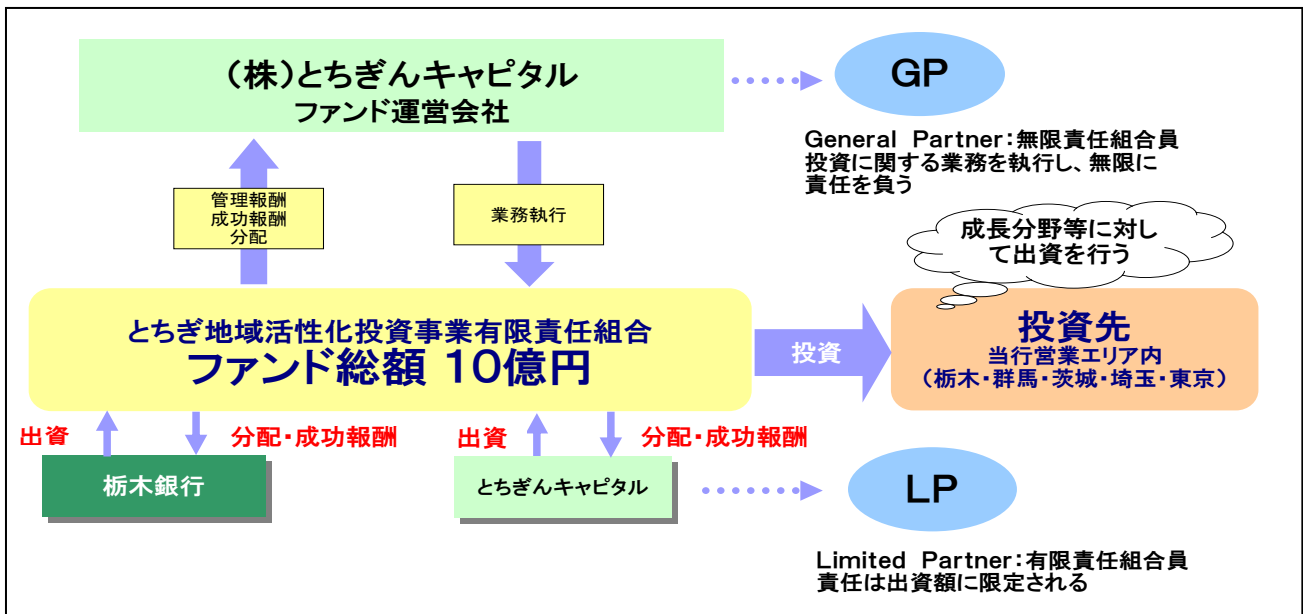 （株）とちぎんキャピタル
ファンド運営会社
GP
General Partner：無限責任組合員
投資に関する業務を執行し、無限に
責任を負う
管理報酬
成功報酬
分配
業務執行
成長分野等に対し
て出資を行う
とちぎ地域活性化投資事業有限責任組合
ファンド総額 10億円
投資
投資先
当行営業エリア内
（栃木・群馬・茨城・埼玉・東京）
出資
分配・成功報酬
出資
分配・成功報酬
栃木銀行
とちぎんキャピタル
LP
Limited Partner：有限責任組合員
責任は出資額に限定される